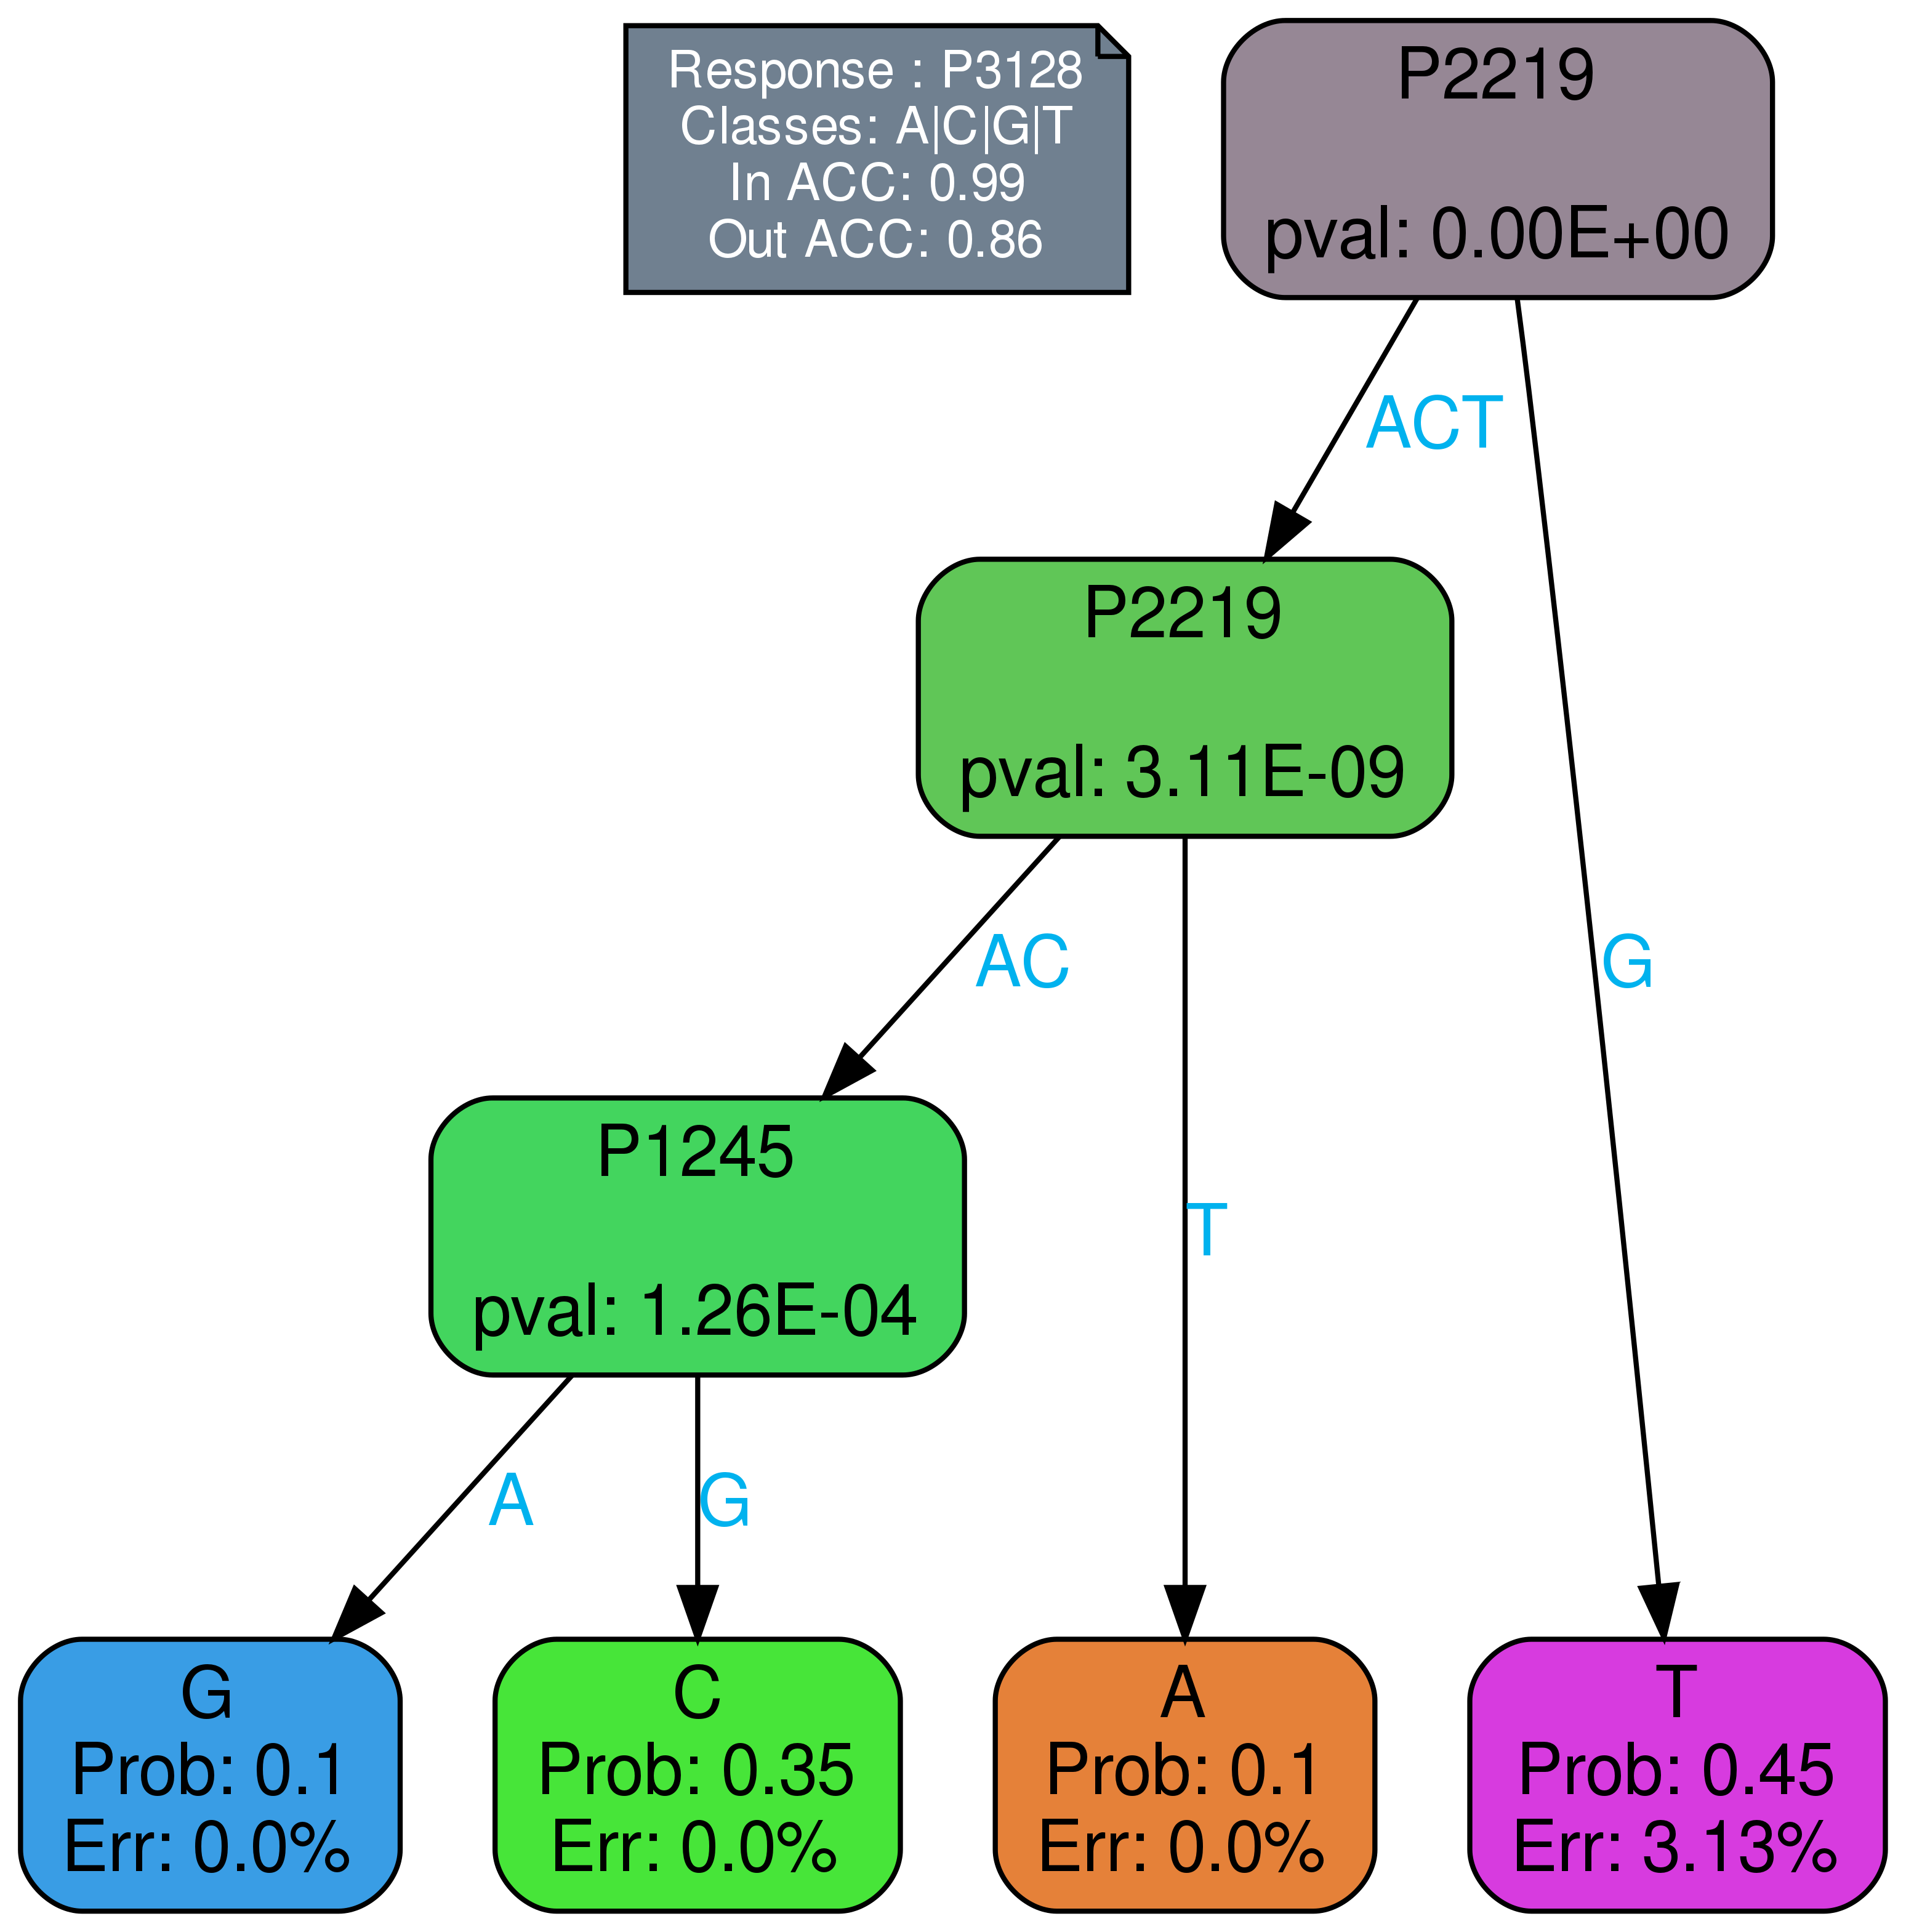 Response : P3128
Classes: A|C|G|T
In ACC: 0.99
Out ACC: 0.86
P2219
pval: 0.00E+00
ACT
P2219
pval: 3.11E-09
AC
G
T
P1245
pval: 1.26E-04
A
G
G
Prob: 0.1
Err: 0.0%
C
Prob: 0.35
Err: 0.0%
A
Prob: 0.1
Err: 0.0%
T
Prob: 0.45
Err: 3.13%